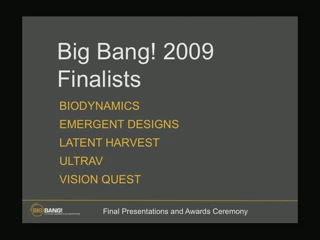 Big Bang! 2009
Finalists
BIODYNAMICS
EMERGENT DESIGNS
LATENT HARVEST
ULTRAV
VISION QUEST
BIG BANG!
Final Presentations and Awards Ceremony